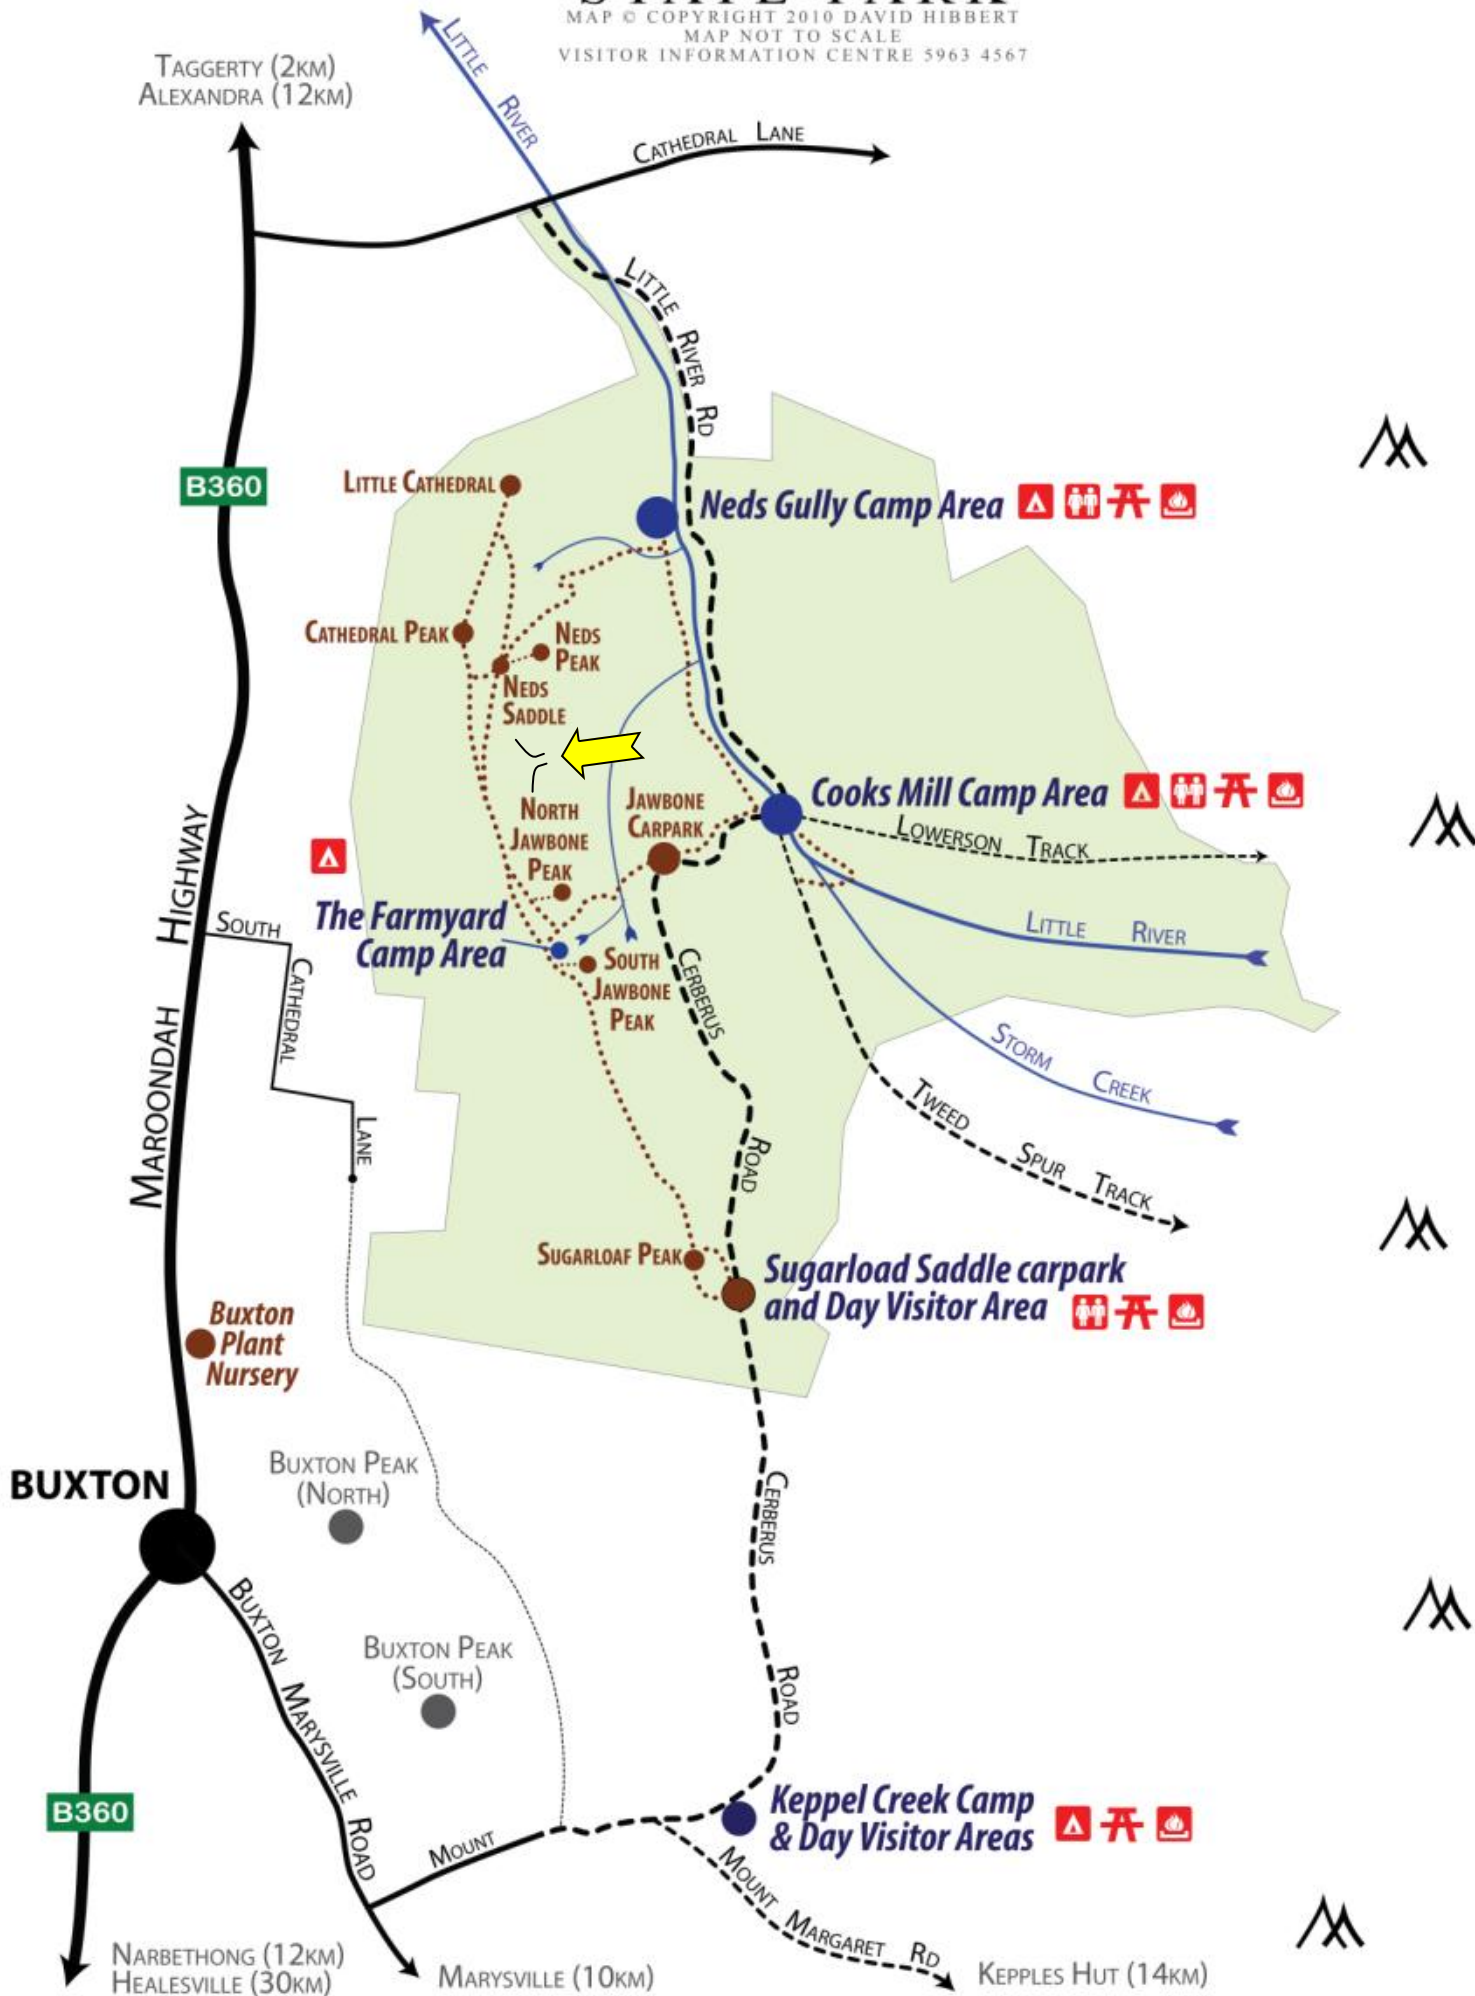 STATE PARK
MAP © COPYRIGHT 2010 DAVID HIBBERT
MAP NOT TO SCALE
VISITOR INFORMATION CENTRE 5963 4567
TAGGERTY (2KM)
ALEXANDRA (12KM)
LITTLE RIVER
CATHEDRAL LANE
LITTLE RIVER RD
B360
LITTLE CATHEDRAL
Neds Gully Camp Area
CATHEDRAL PEAK
NEDS
PEAK
NEDS
SADDLE
NORTH
JAWBONE
PEAK
JAWBONE
CARPARK
Cooks Mill Camp Area
LOWERSON TRACK
MAROONDAH HIGHWAY
SOUTH CATHEDRAL LANE
The Farmyard
Camp Area
SOUTH
JAWBONE
PEAK
CERBERUS ROAD
LITTLE RIVER
STORM CREEK
TWEED SPUR TRACK
SUGARLOAF PEAK
Sugarload Saddle carpark
and Day Visitor Area
Buxton
Plant
Nursery
BUXTON PEAK
(NORTH)
BUXTON
CERBERUS ROAD
BUXTON MARYSVILLE ROAD
BUXTON PEAK
(SOUTH)
B360
MOUNT
Keppel Creek Camp
& Day Visitor Areas
MOUNT MARGARET RD
NARBETHONG (12KM)
HEALESVILLE (30KM)
MARYSVILLE (10KM)
KEPPLES HUT (14KM)